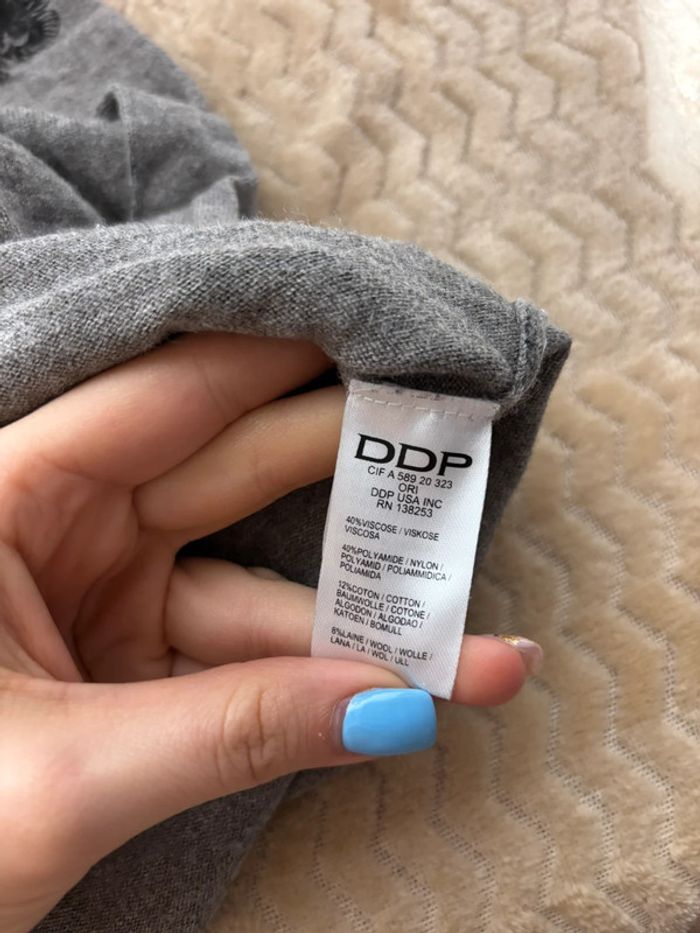 DDP
CIF A 589 20 323
ORI
DDP USA INC
RN 138253
40%VISCOSE / VISKOSE
VISCOSA
40%POLYAMIDE / NYLON /
POLYAMID / POLIAMMIDICA /
POLIAMIDA
12%COTON / COTTON /
BAUMWOLLE / COTONE /
ALGODON / ALGODAO /
KATOEN / BOMULL
8%LAINE / WOOL / WOLLE /
LANA / LA / WOL / ULL